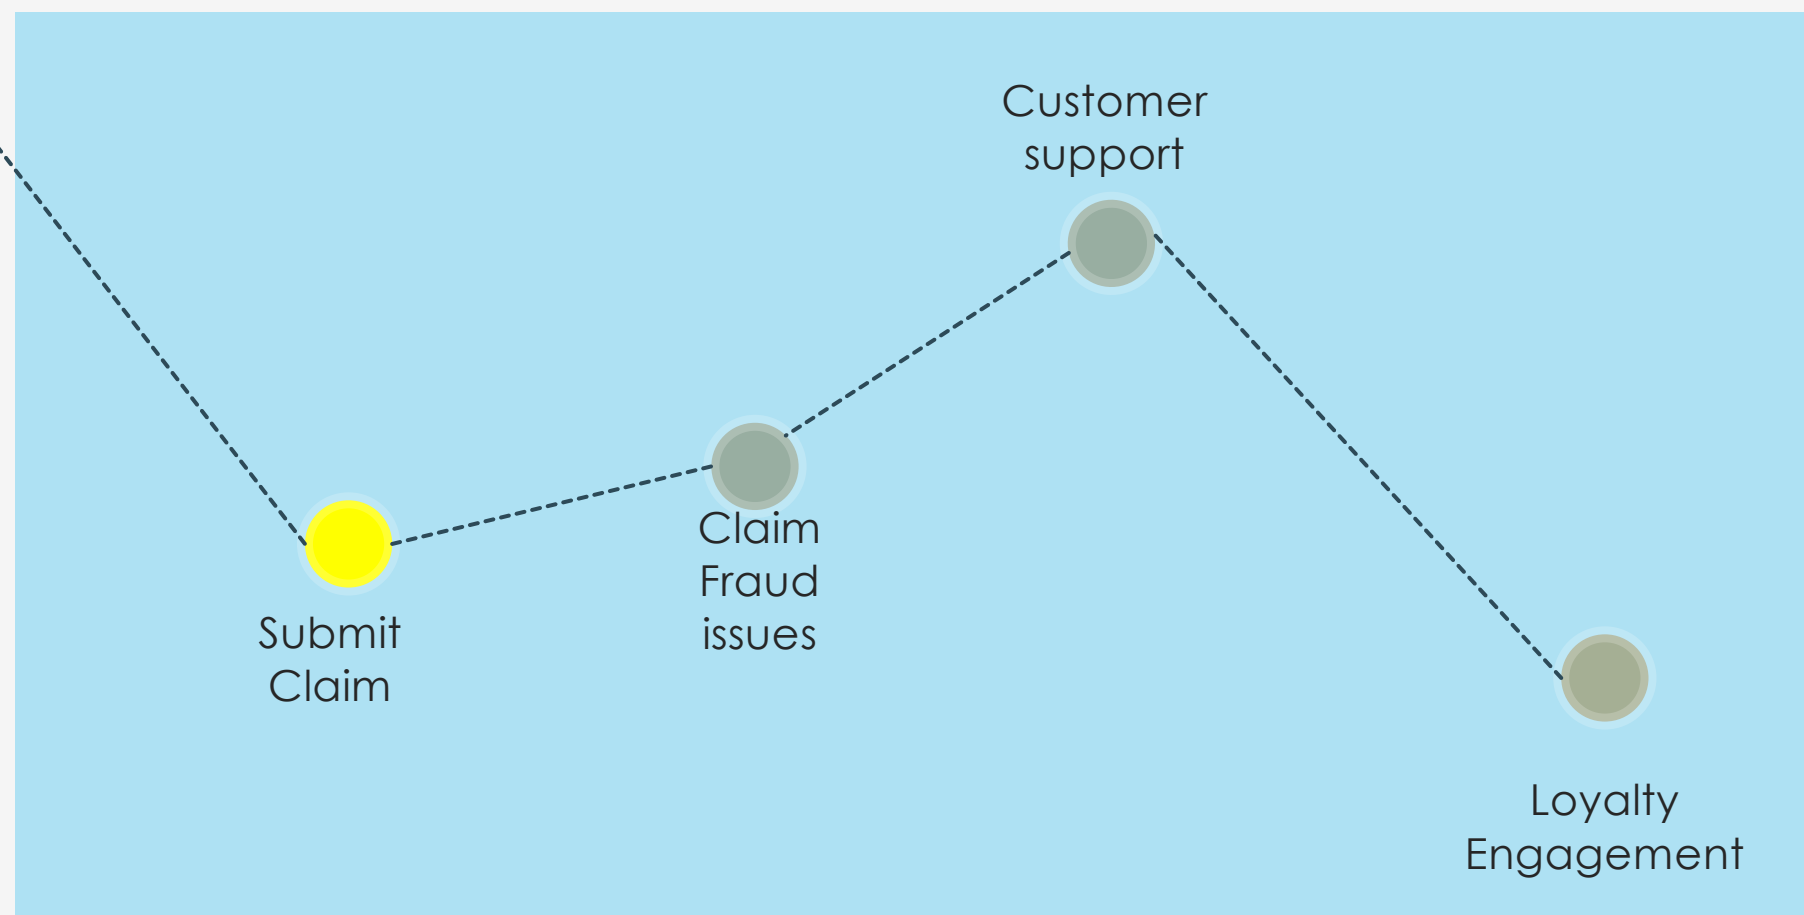 Customer
support
Claim
Fraud
issues
Submit
Claim
Loyalty
Engagement